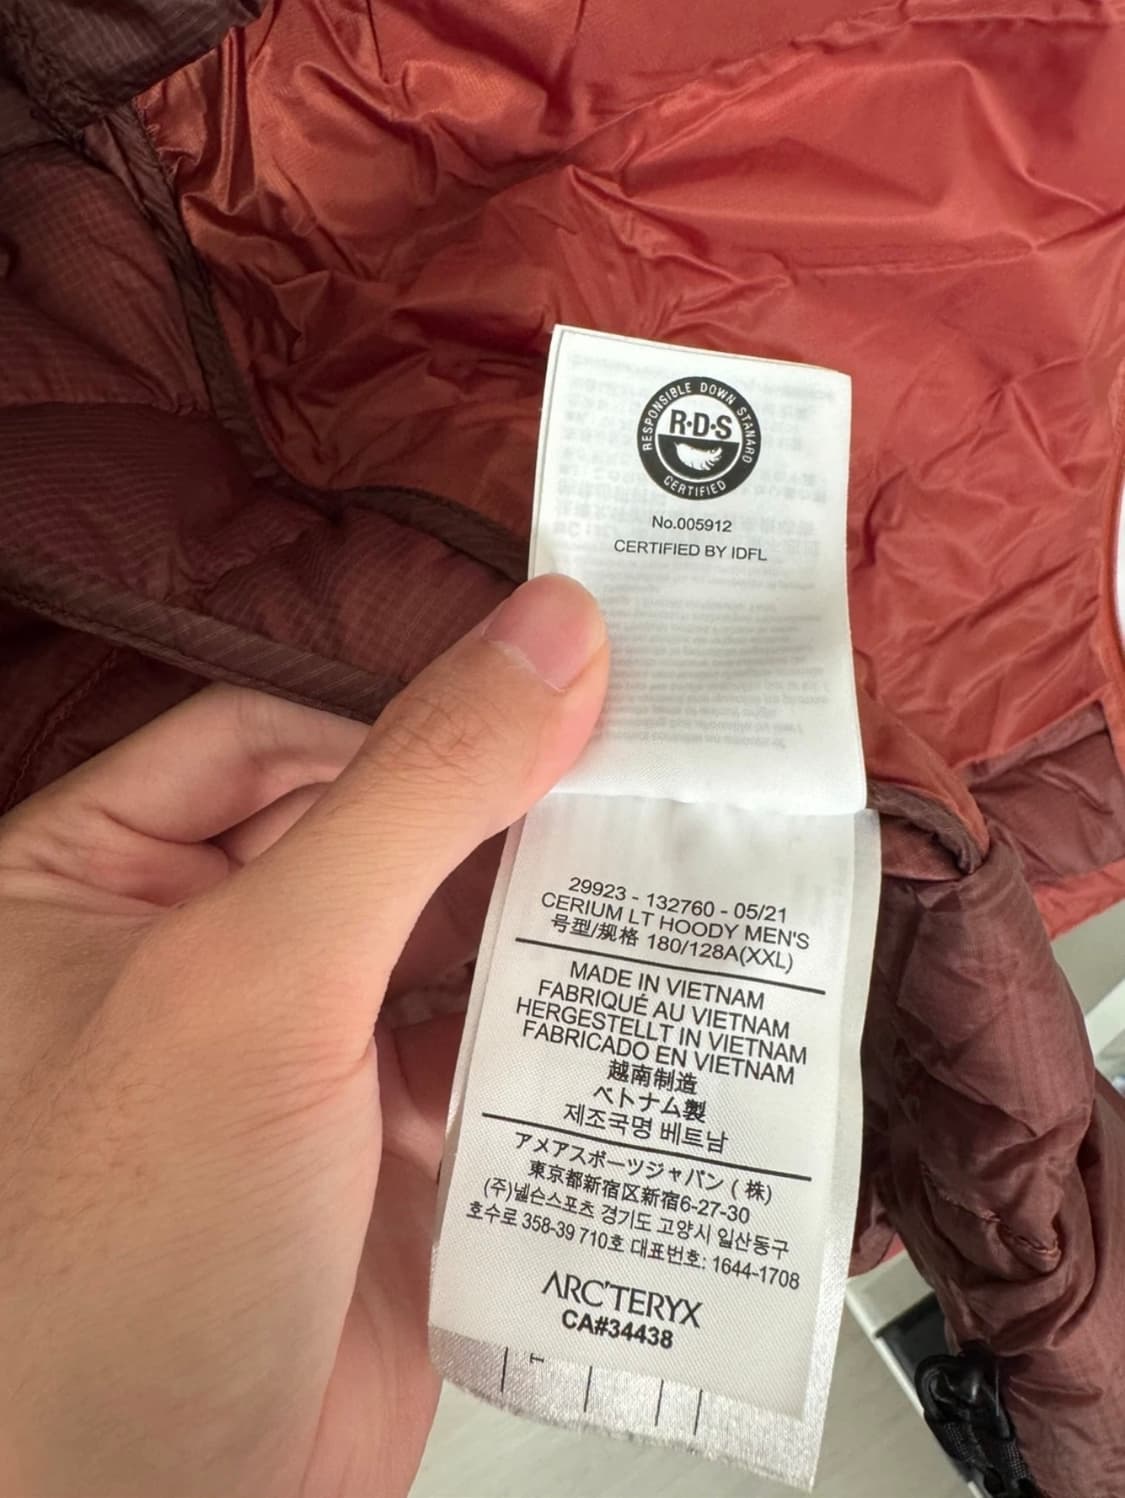 RESPONSIBLE DOWN STANARD
R·D·S
CERTIFIED
No.005912
CERTIFIED BY IDFL
29923 - 132760 - 05/21
CERIUM LT HOODY MEN'S
号型/规格 180/128A(XXL)
MADE IN VIETNAM
FABRIQUÉ AU VIETNAM
HERGESTELLT IN VIETNAM
FABRICADO EN VIETNAM
越南制造
ベトナム製
제조국명 베트남
アメアスポーツジャパン (株)
東京都新宿区新宿6-27-30
(주)넬슨스포츠 경기도 고양시 일산동구
호수로 358-39 710호 대표번호: 1644-1708
ARC'TERYX
CA#34438